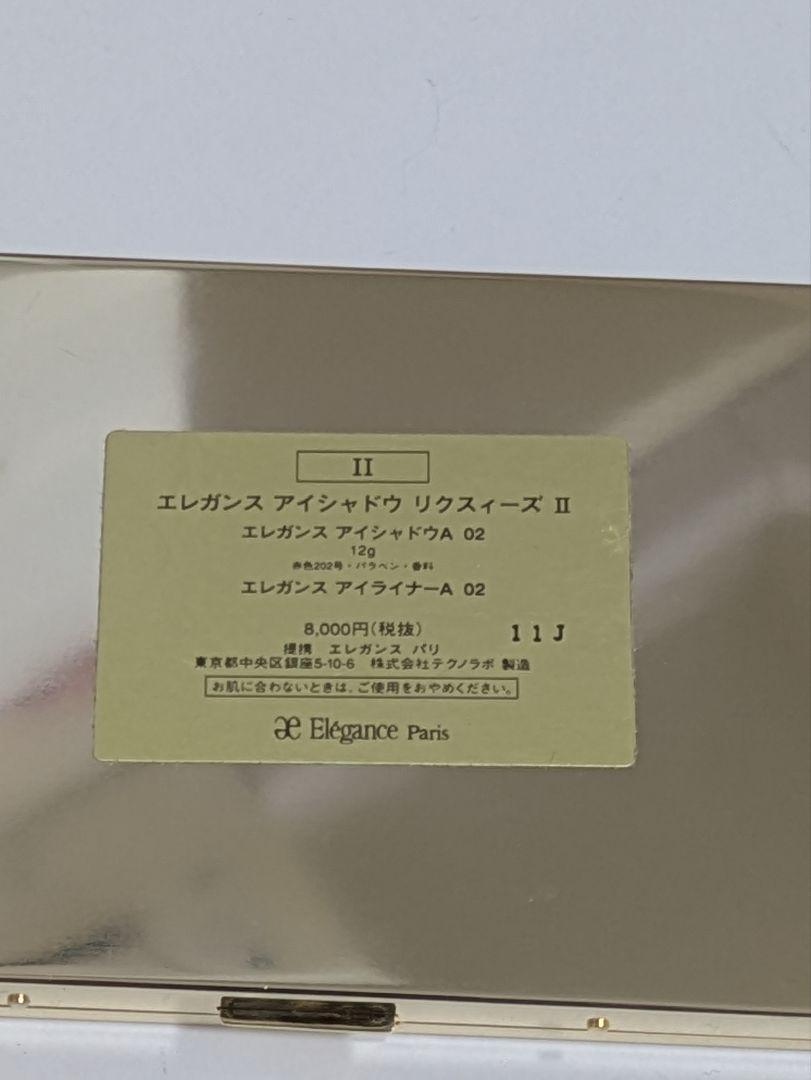 II
エレガンス アイシャドウ リクスィーズ II
エレガンス アイシャドウA 02
12g
赤色202号・パラベン・香料
エレガンス アイライナーA 02
8,000円(税抜)
11J
提携 エレガンス パリ
東京都中央区銀座5-10-6 株式会社テクノラボ 製造
お肌に合わないときは、ご使用をおやめください。
æ Elégance Paris